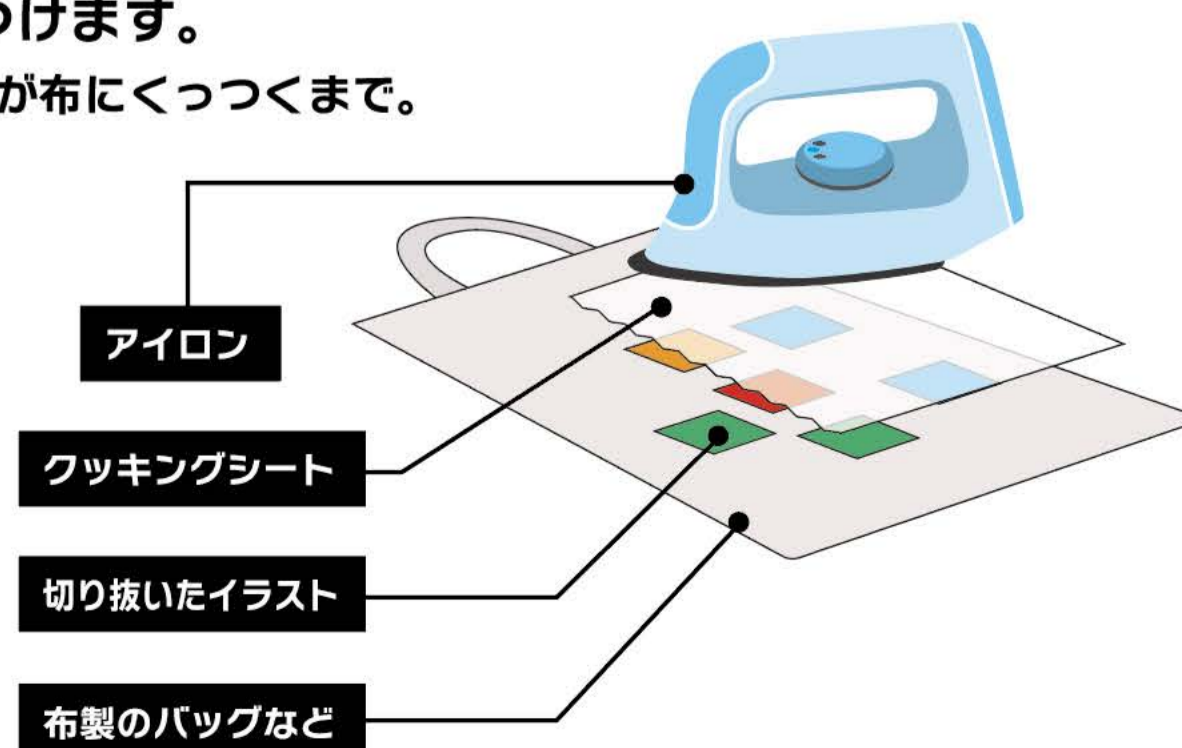 つけます。
が布にくっつくまで。
アイロン
クッキングシート
切り抜いたイラスト
布製のバッグなど